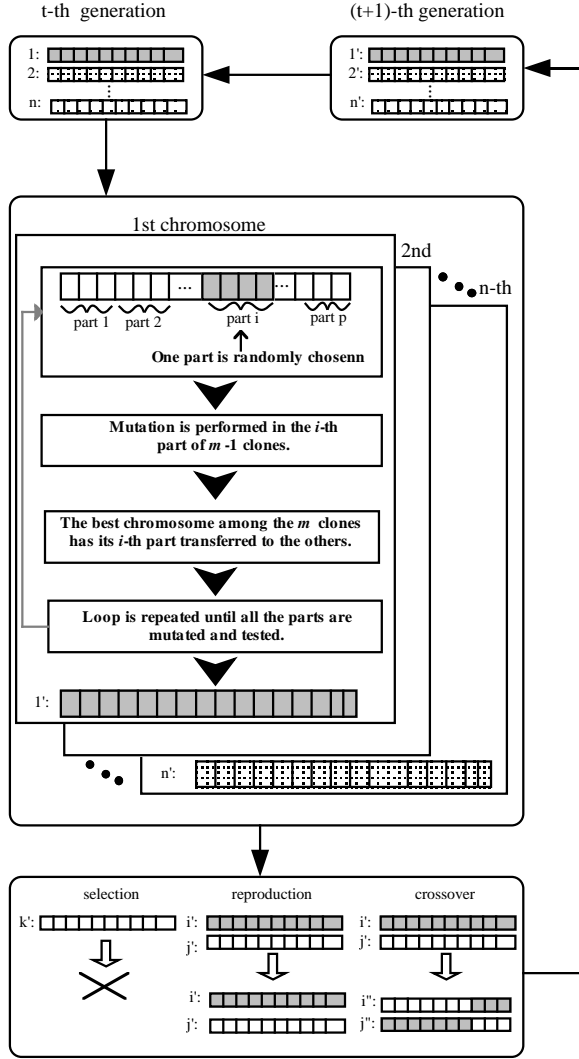 t-th generation
(t+1)-th generation
1:
2:
⋮
n:
1':
2':
⋮
n':
1st chromosome
2nd
n-th
...
...
part 1
part 2
part i
part p
One part is randomly chosenn
Mutation is performed in the i-th
part of m -1 clones.
The best chromosome among the m clones
has its i-th part transferred to the others.
Loop is repeated until all the parts are
mutated and tested.
1':
n':
selection
reproduction
crossover
k':
i':
j':
i':
j':
i':
j':
i''
j''